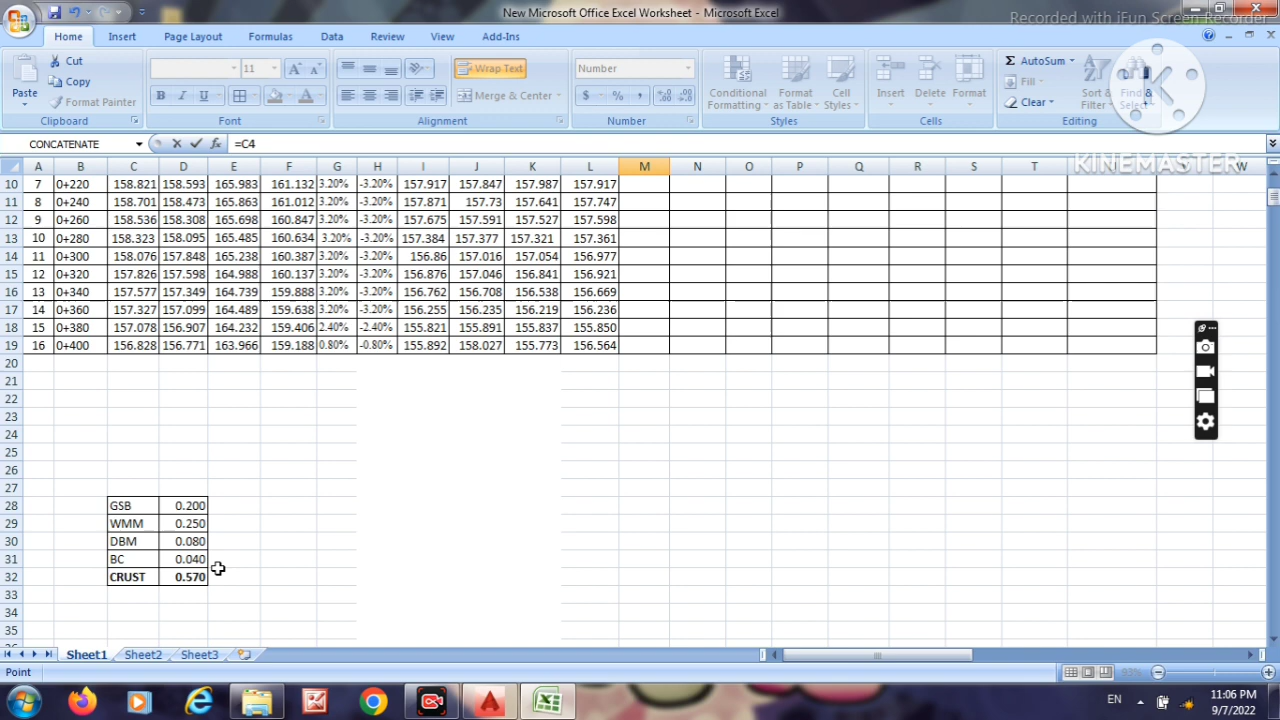 New Microsoft Office Excel Worksheet - Microsoft Excel
Recorded with iFun Screen Recorder
Home Insert Page Layout Formulas Data Review View Add-Ins
Paste Cut Copy Format Painter Clipboard
11 Font
Wrap Text Merge & Center Alignment
Number $ % , Number
Conditional Formatting Format as Table Cell Styles Styles
Insert Delete Format Cells
AutoSum Fill Clear Sort & Filter Find & Select Editing
KINEMASTER
CONCATENATE =C4
A B C D E F G H I J K L M N O P Q R S T W
10 7 0+220 158.821 158.593 165.983 161.132 3.20% -3.20% 157.917 157.847 157.987 157.917
11 8 0+240 158.701 158.473 165.863 161.012 3.20% -3.20% 157.871 157.73 157.641 157.747
12 9 0+260 158.536 158.308 165.698 160.847 3.20% -3.20% 157.675 157.591 157.527 157.598
13 10 0+280 158.323 158.095 165.485 160.634 3.20% -3.20% 157.384 157.377 157.321 157.361
14 11 0+300 158.076 157.848 165.238 160.387 3.20% -3.20% 156.86 157.016 157.054 156.977
15 12 0+320 157.826 157.598 164.988 160.137 3.20% -3.20% 156.876 157.046 156.841 156.921
16 13 0+340 157.577 157.349 164.739 159.888 3.20% -3.20% 156.762 156.708 156.538 156.669
17 14 0+360 157.327 157.099 164.489 159.638 3.20% -3.20% 156.255 156.235 156.219 156.236
18 15 0+380 157.078 156.907 164.232 159.406 2.40% -2.40% 155.821 155.891 155.837 155.850
19 16 0+400 156.828 156.771 163.966 159.188 0.80% -0.80% 155.892 158.027 155.773 156.564
20
21
22
23
24
25
26
27
28 GSB 0.200
29 WMM 0.250
30 DBM 0.080
31 BC 0.040
32 CRUST 0.570
33
34
35
Sheet1 Sheet2 Sheet3
Point
EN 11:06 PM
9/7/2022